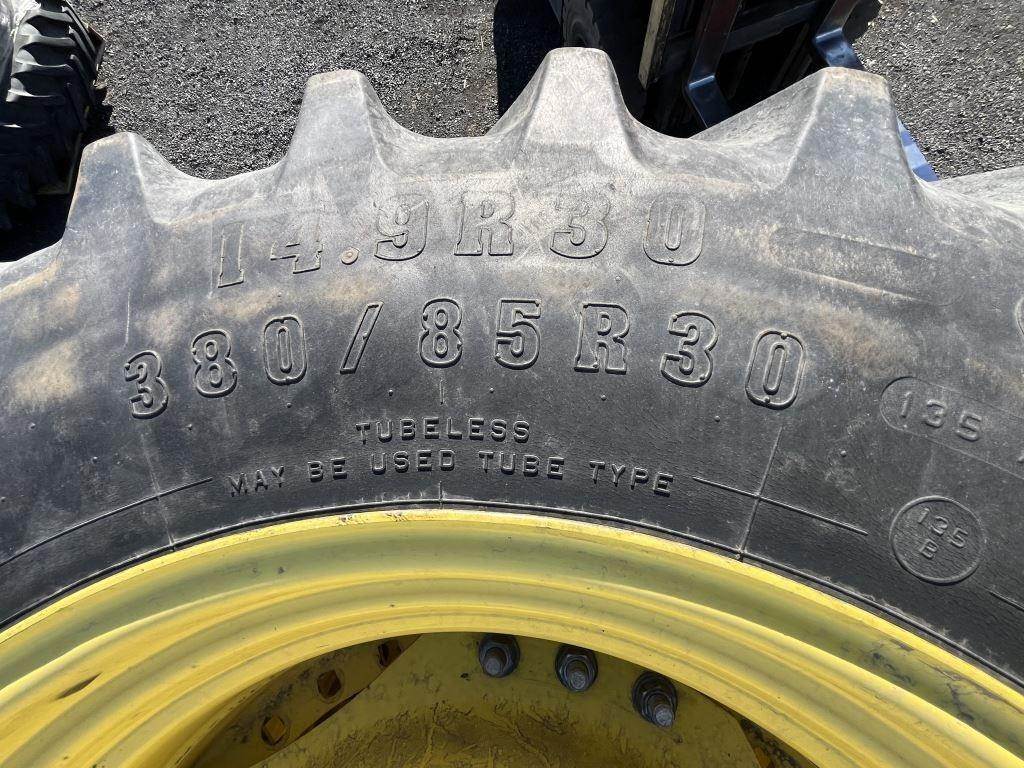 14.9R30
380/85R30
TUBELESS
MAY BE USED TUBE TYPE
135
135
B